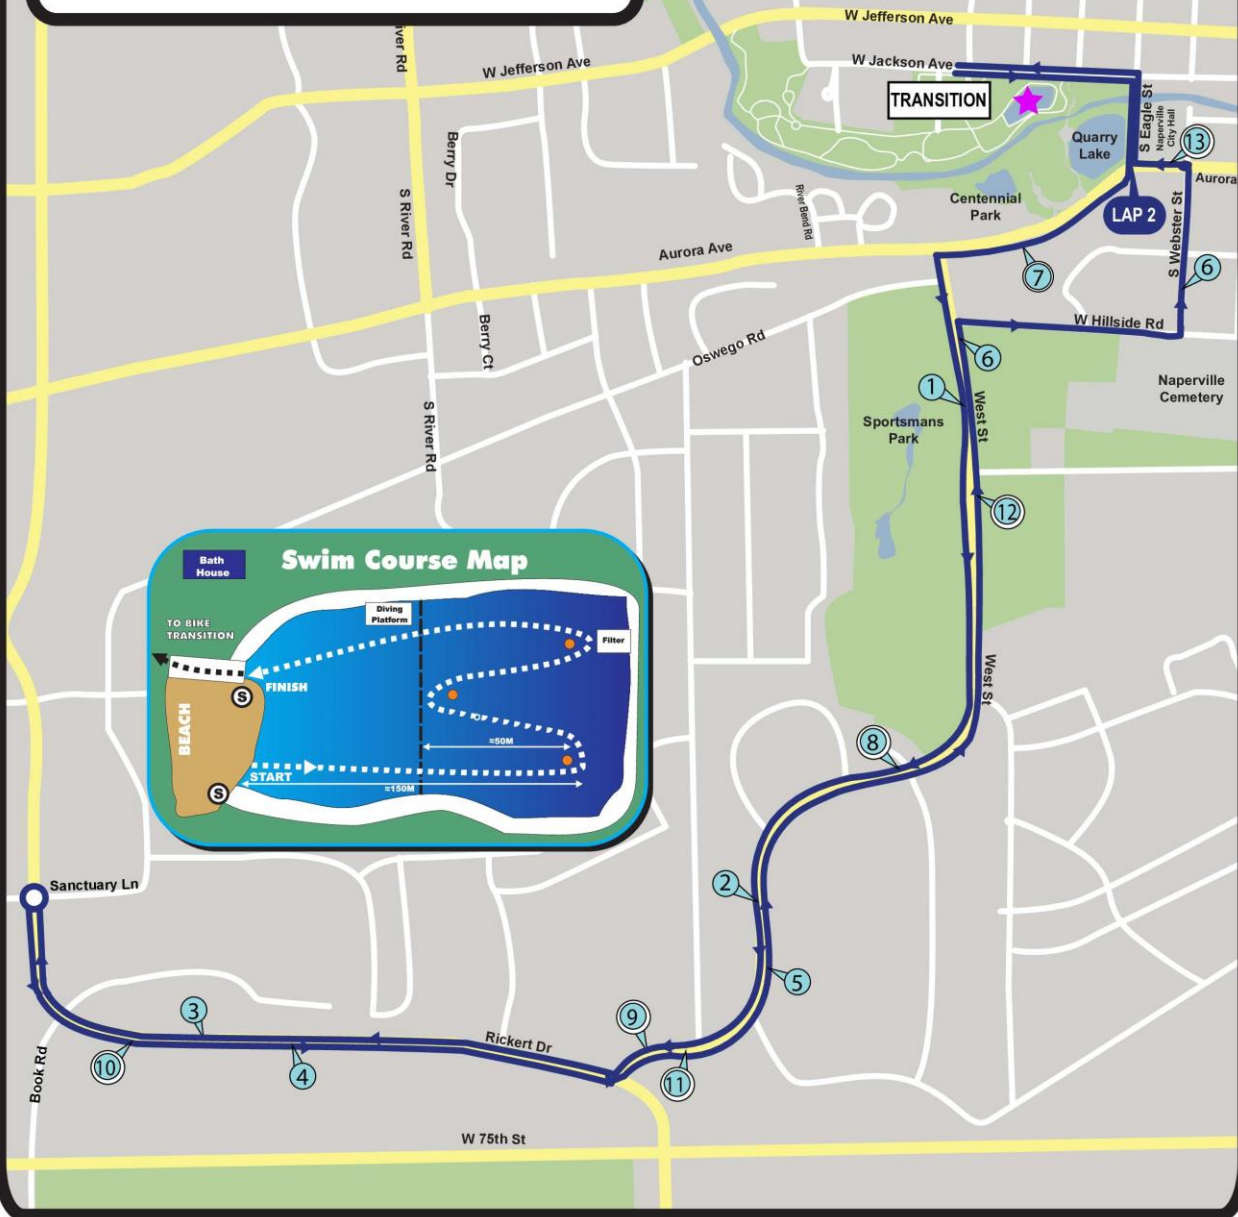 W Jefferson Ave
iver Rd
W Jefferson Ave
W Jackson Ave
TRANSITION
S Eagle St
Naperville
City Hall
13
Quarry
Lake
Aurora
Berry Dr
S River Rd
River Bend Rd
Centennial
Park
LAP 2
S Webster St
Aurora Ave
7
6
W Hillside Rd
Berry Ct
Oswego Rd
6
1
Naperville
Cemetery
West St
Sportsmans
Park
S River Rd
12
Bath
House
Swim Course Map
Diving
Platform
TO BIKE
TRANSITION
Filter
FINISH
S
BEACH
≈50M
START
≈150M
S
West St
8
Sanctuary Ln
2
5
3
9
Rickert Dr
10
4
11
Book Rd
W 75th St